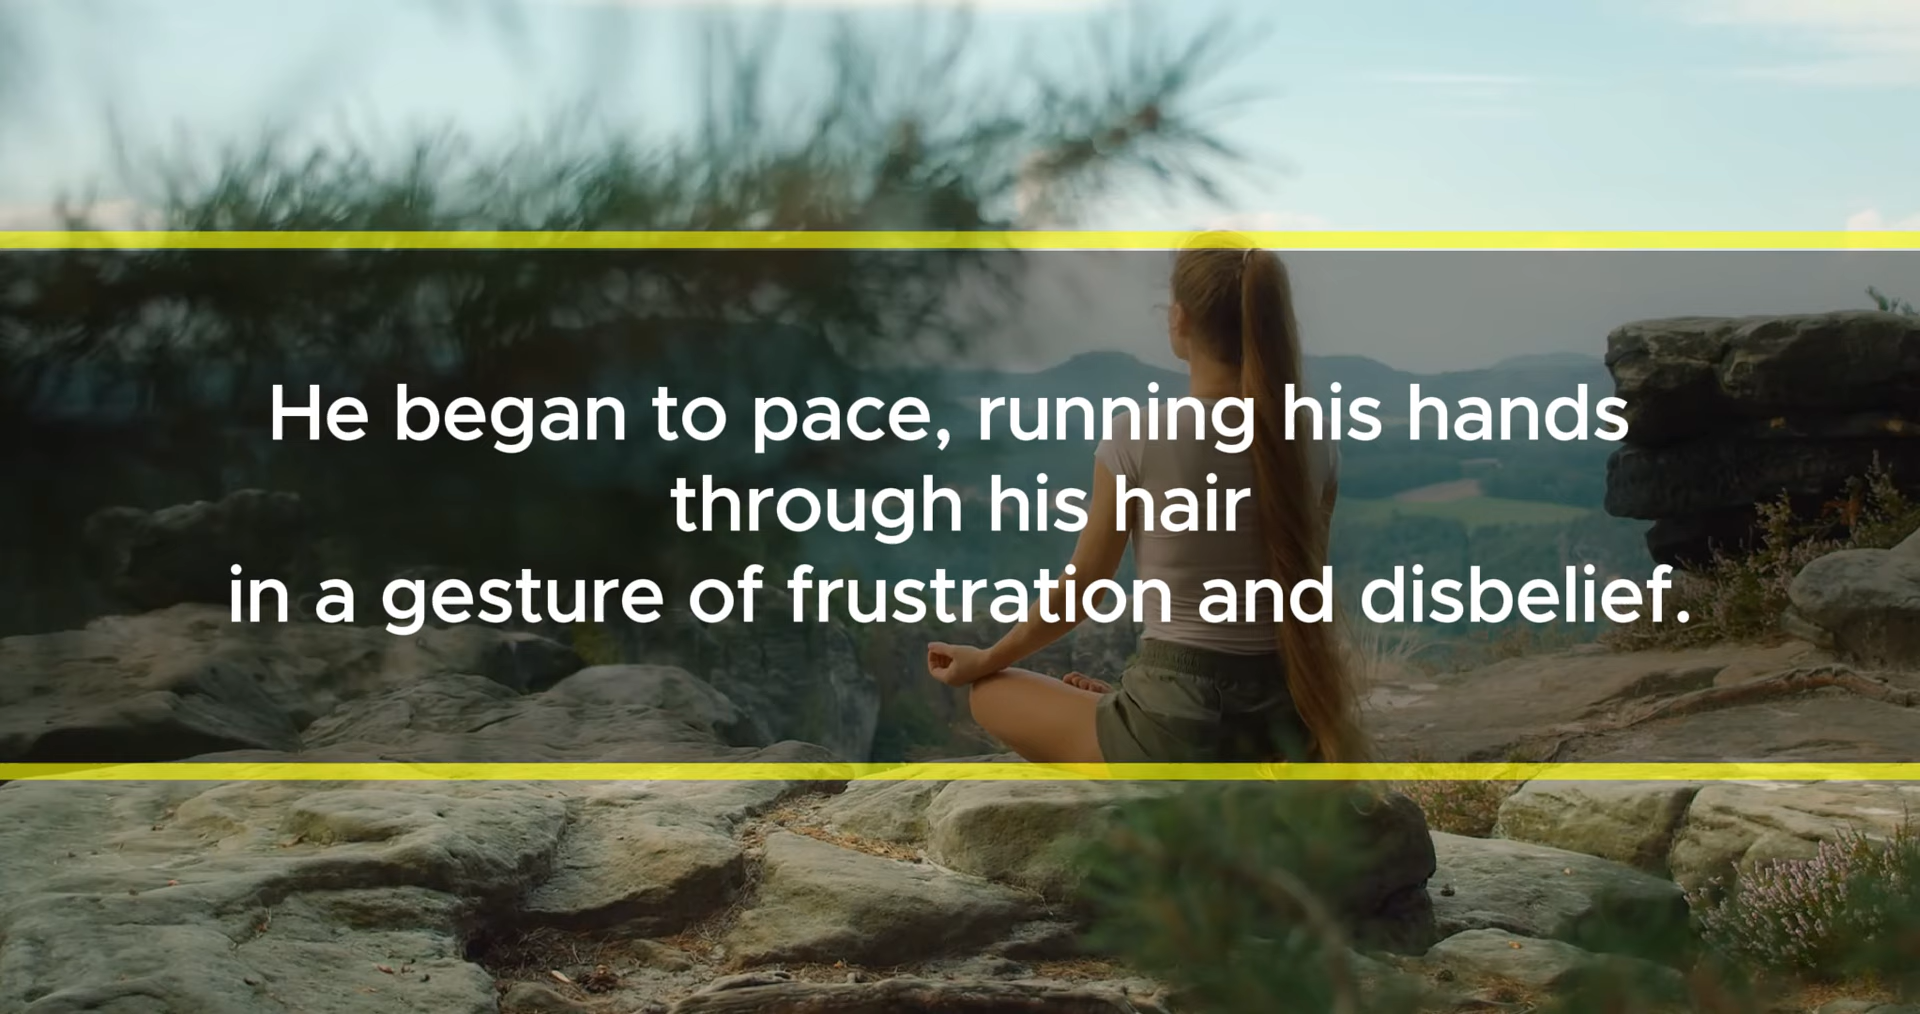 He began to pace, running his hands
through his hair
in a gesture of frustration and disbelief.